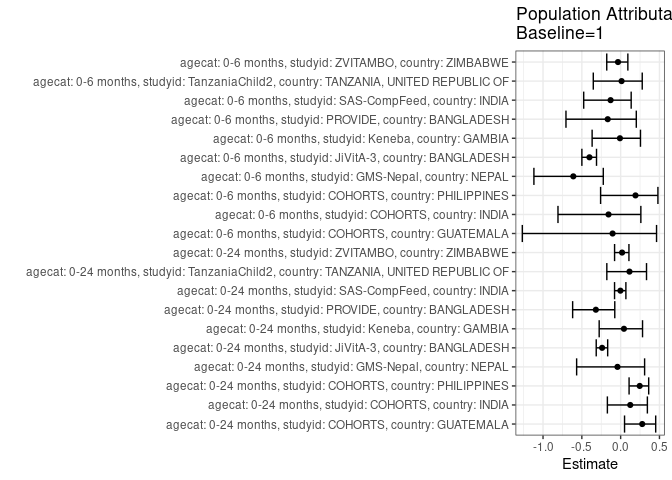 Population Attributa
Baseline=1
agecat: 0-6 months, studyid: ZVITAMBO, country: ZIMBABWE
agecat: 0-6 months, studyid: TanzaniaChild2, country: TANZANIA, UNITED REPUBLIC OF
agecat: 0-6 months, studyid: SAS-CompFeed, country: INDIA
agecat: 0-6 months, studyid: PROVIDE, country: BANGLADESH
agecat: 0-6 months, studyid: Keneba, country: GAMBIA
agecat: 0-6 months, studyid: JiVitA-3, country: BANGLADESH
agecat: 0-6 months, studyid: GMS-Nepal, country: NEPAL
agecat: 0-6 months, studyid: COHORTS, country: PHILIPPINES
agecat: 0-6 months, studyid: COHORTS, country: INDIA
agecat: 0-6 months, studyid: COHORTS, country: GUATEMALA
agecat: 0-24 months, studyid: ZVITAMBO, country: ZIMBABWE
agecat: 0-24 months, studyid: TanzaniaChild2, country: TANZANIA, UNITED REPUBLIC OF
agecat: 0-24 months, studyid: SAS-CompFeed, country: INDIA
agecat: 0-24 months, studyid: PROVIDE, country: BANGLADESH
agecat: 0-24 months, studyid: Keneba, country: GAMBIA
agecat: 0-24 months, studyid: JiVitA-3, country: BANGLADESH
agecat: 0-24 months, studyid: GMS-Nepal, country: NEPAL
agecat: 0-24 months, studyid: COHORTS, country: PHILIPPINES
agecat: 0-24 months, studyid: COHORTS, country: INDIA
agecat: 0-24 months, studyid: COHORTS, country: GUATEMALA
-1.0 -0.5 0.0 0.5
Estimate